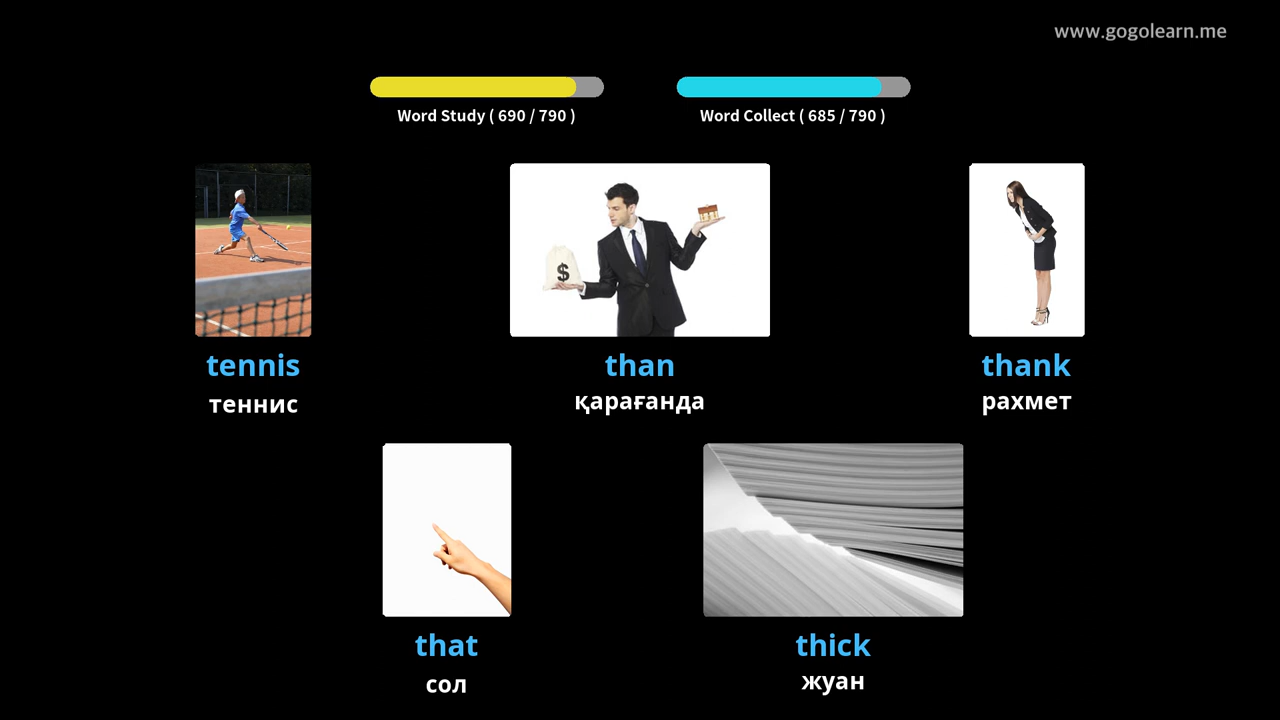 www.gogolearn.me
Word Study ( 690 / 790 )
Word Collect ( 685 / 790 )
tennis
теннис
than
қарағанда
thank
рахмет
$
that
сол
thick
жуан